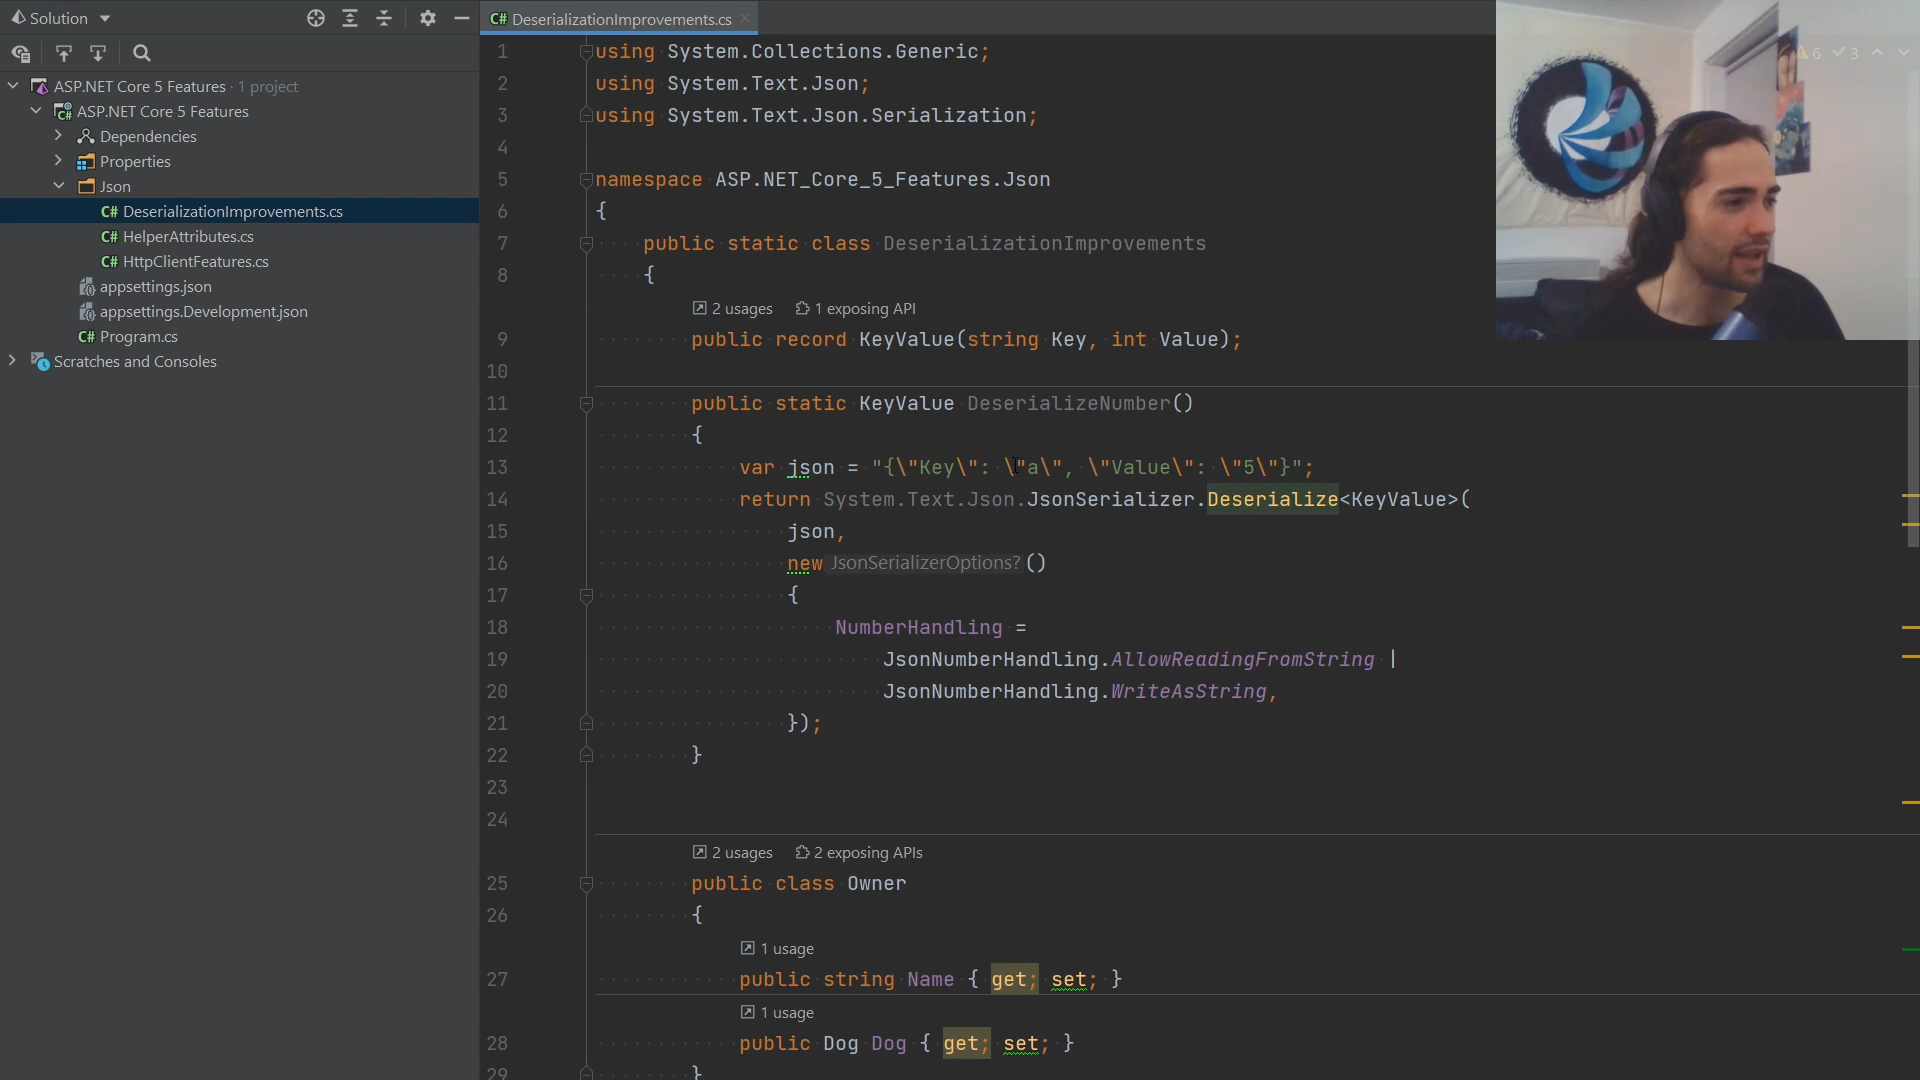 Solution
ASP.NET Core 5 Features · 1 project
ASP.NET Core 5 Features
Dependencies
Properties
Json
C# DeserializationImprovements.cs
C# HelperAttributes.cs
C# HttpClientFeatures.cs
appsettings.json
appsettings.Development.json
C# Program.cs
Scratches and Consoles
C# DeserializationImprovements.cs
6 3
1 using System.Collections.Generic;
2 using System.Text.Json;
3 using System.Text.Json.Serialization;
4
5 namespace ASP.NET_Core_5_Features.Json
6 {
7 public static class DeserializationImprovements
8 {
2 usages 1 exposing API
9 public record KeyValue(string Key, int Value);
10
11 public static KeyValue DeserializeNumber()
12 {
13 var json = "{\"Key\": \"a\", \"Value\": \"5\"}";
14 return System.Text.Json.JsonSerializer.Deserialize<KeyValue>(
15 json,
16 new JsonSerializerOptions? ()
17 {
18 NumberHandling =
19 JsonNumberHandling.AllowReadingFromString |
20 JsonNumberHandling.WriteAsString,
21 });
22 }
23
24
2 usages 2 exposing APIs
25 public class Owner
26 {
1 usage
27 public string Name { get; set; }
1 usage
28 public Dog Dog { get; set; }
29 }